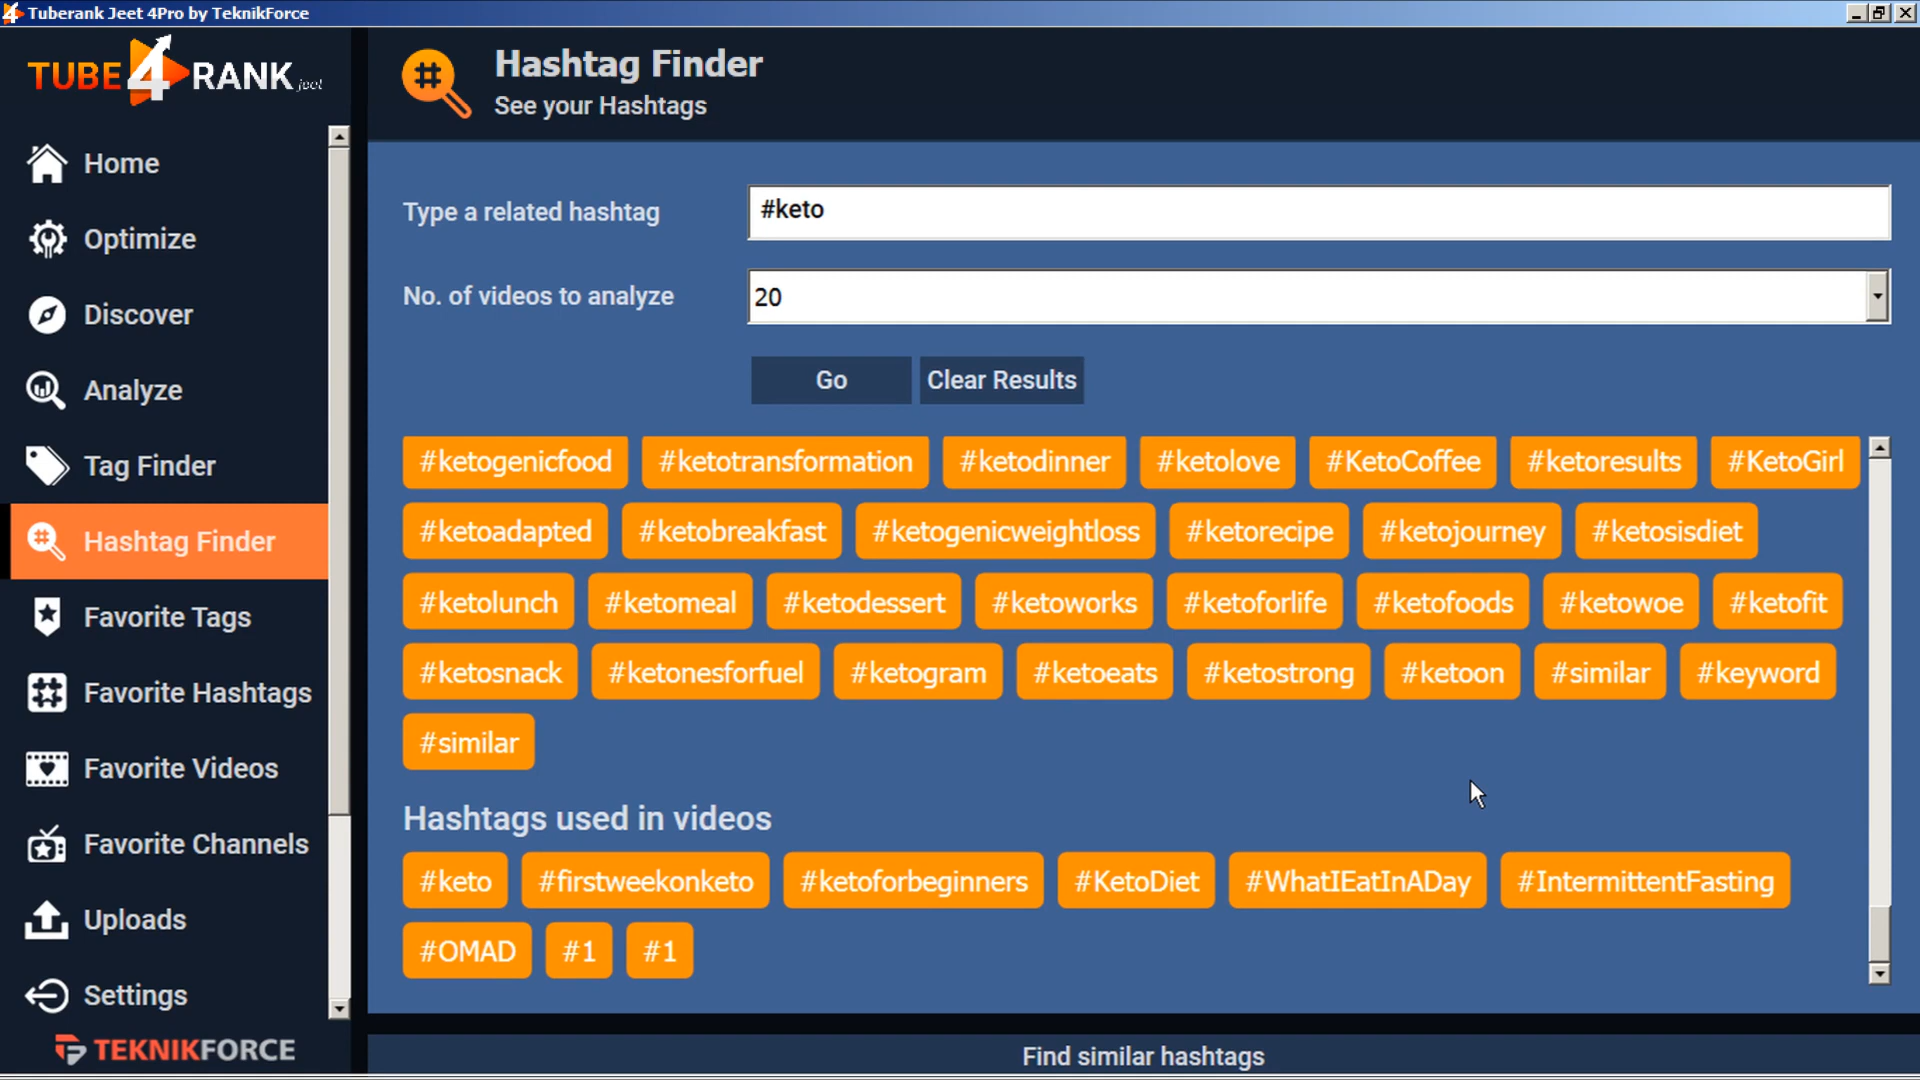 Tuberank Jeet 4Pro by TeknikForce
TUBE 4 RANK jeet
Home
Optimize
Discover
Analyze
Tag Finder
Hashtag Finder
Favorite Tags
Favorite Hashtags
Favorite Videos
Favorite Channels
Uploads
Settings
TEKNIKFORCE
Hashtag Finder
See your Hashtags
Type a related hashtag #keto
No. of videos to analyze 20
Go Clear Results
#ketogenicfood #ketotransformation #ketodinner #ketolove #KetoCoffee #ketoresults #KetoGirl
#ketoadapted #ketobreakfast #ketogenicweightloss #ketorecipe #ketojourney #ketosisdiet
#ketolunch #ketomeal #ketodessert #ketoworks #ketoforlife #ketofoods #ketowoe #ketofit
#ketosnack #ketonesforfuel #ketogram #ketoeats #ketostrong #ketoon #similar #keyword
#similar
Hashtags used in videos
#keto #firstweekonketo #ketoforbeginners #KetoDiet #WhatIEatInADay #IntermittentFasting
#OMAD #1 #1
Find similar hashtags